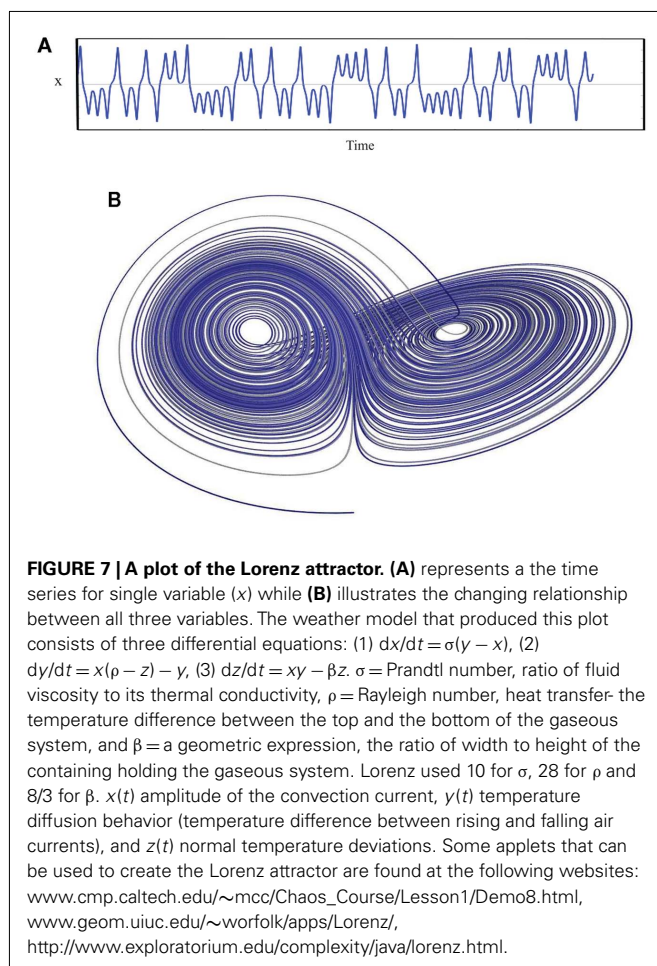 A
x
Time
B
FIGURE 7 | A plot of the Lorenz attractor. (A) represents a the time
series for single variable (x) while (B) illustrates the changing relationship
between all three variables. The weather model that produced this plot
consists of three differential equations: (1) dx/dt = σ(y − x), (2)
dy/dt = x(ρ − z) − y, (3) dz/dt = xy − βz. σ = Prandtl number, ratio of fluid
viscosity to its thermal conductivity, ρ = Rayleigh number, heat transfer- the
temperature difference between the top and the bottom of the gaseous
system, and β = a geometric expression, the ratio of width to height of the
containing holding the gaseous system. Lorenz used 10 for σ, 28 for ρ and
8/3 for β. x(t) amplitude of the convection current, y(t) temperature
diffusion behavior (temperature difference between rising and falling air
currents), and z(t) normal temperature deviations. Some applets that can
be used to create the Lorenz attractor are found at the following websites:
www.cmp.caltech.edu/~mcc/Chaos_Course/Lesson1/Demo8.html,
www.geom.uiuc.edu/~worfolk/apps/Lorenz/,
http://www.exploratorium.edu/complexity/java/lorenz.html.